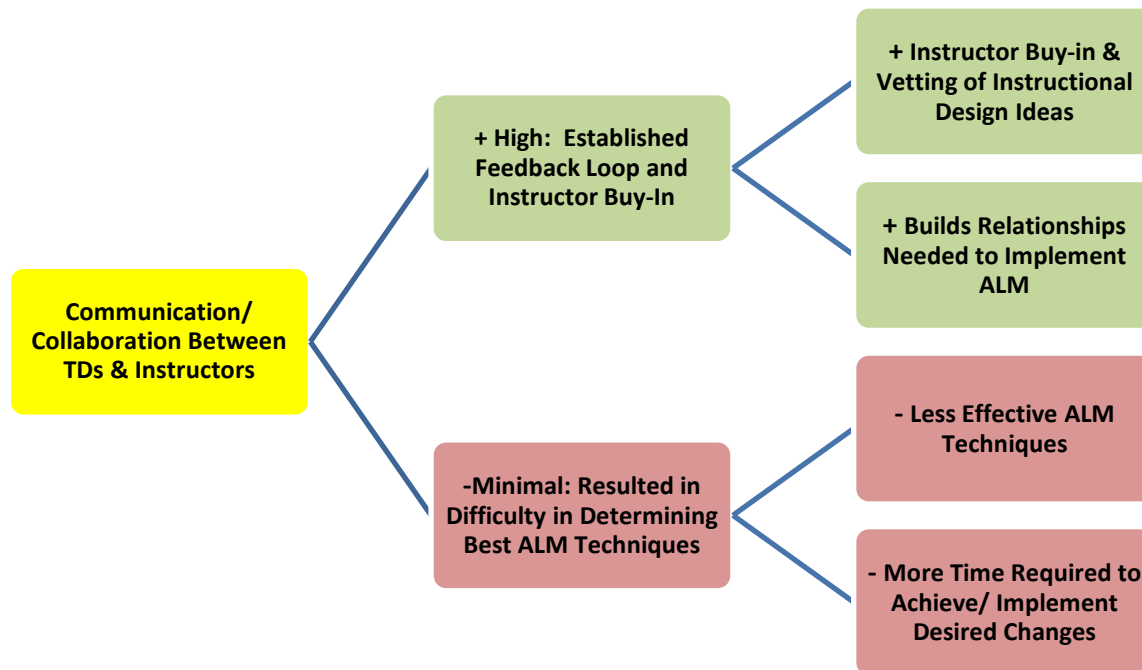 Communication/
Collaboration Between
TDs & Instructors
+ High:  Established
Feedback Loop and
Instructor Buy-In
+ Instructor Buy-in &
Vetting of Instructional
Design Ideas
+ Builds Relationships
Needed to Implement
ALM
-Minimal: Resulted in
Difficulty in Determining
Best ALM Techniques
- Less Effective ALM
Techniques
- More Time Required to
Achieve/ Implement
Desired Changes